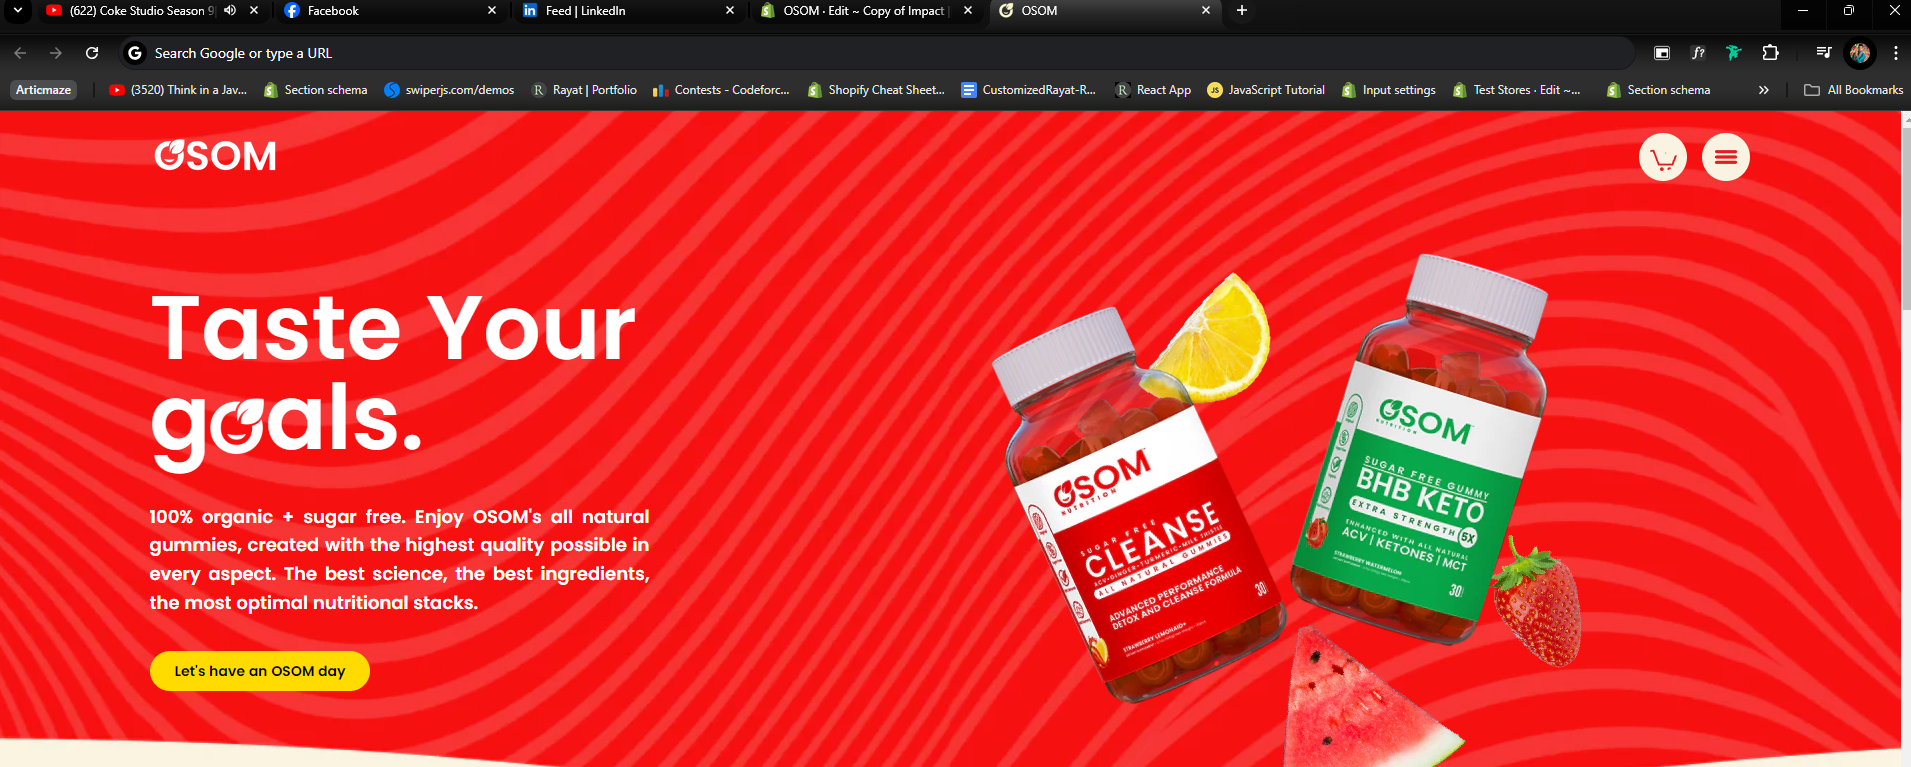 (622) Coke Studio Season 9
Facebook
Feed | LinkedIn
OSOM · Edit ~ Copy of Impact |
OSOM
Search Google or type a URL
Articmaze
(3520) Think in a Jav...
Section schema
swiperjs.com/demos
Rayat | Portfolio
Contests - Codeforc...
Shopify Cheat Sheet...
CustomizedRayat-R...
React App
JavaScript Tutorial
Input settings
Test Stores · Edit ~...
Section schema
All Bookmarks
OSOM
Taste Your
goals.
100% organic + sugar free. Enjoy OSOM's all natural
gummies, created with the highest quality possible in
every aspect. The best science, the best ingredients,
the most optimal nutritional stacks.
Let's have an OSOM day
OSOM
NUTRITION
SUGAR FREE
CLEANSE
ACV•GINGER•TURMERIC•MILK THISTLE
ALL NATURAL GUMMIES
ADVANCED PERFORMANCE
DETOX AND CLEANSE FORMULA
STRAWBERRY LEMONAID+
30
OSOM
NUTRITION
SUGAR FREE GUMMY
BHB KETO
EXTRA STRENGTH 5X
ENHANCED WITH ALL NATURAL
ACV | KETONES | MCT
STRAWBERRY WATERMELON
30